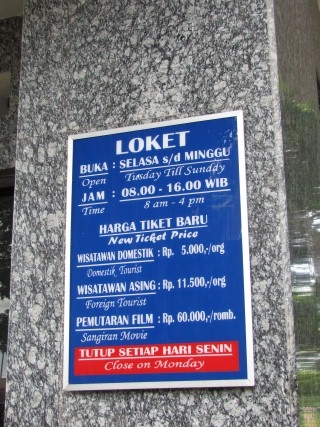 LOKET
BUKA : SELASA s/d MINGGU
Open Tusday Till Sunday
JAM : 08.00 - 16.00 WIB
Time 8 am - 4 pm
HARGA TIKET BARU
New Ticket Price
WISATAWAN DOMESTIK : Rp. 5.000,/org
Domestik Tourist
WISATAWAN ASING : Rp. 11.500,/org
Foreign Tourist
PEMUTARAN FILM : Rp. 60.000,/romb.
Sangiran Movie
TUTUP SETIAP HARI SENIN
Close on Monday